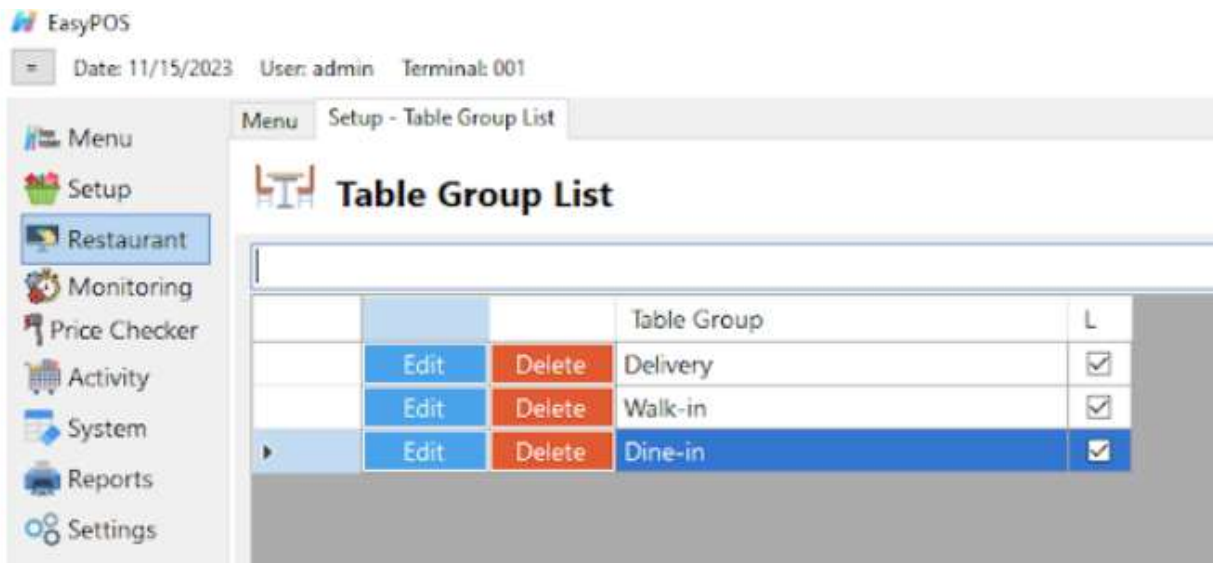 EasyPOS
= Date: 11/15/2023 User: admin Terminal: 001
Menu
Setup
Restaurant
Monitoring
Price Checker
Activity
System
Reports
Settings
Menu Setup - Table Group List
Table Group List
Table Group L
Edit Delete Delivery
Edit Delete Walk-in
Edit Delete Dine-in